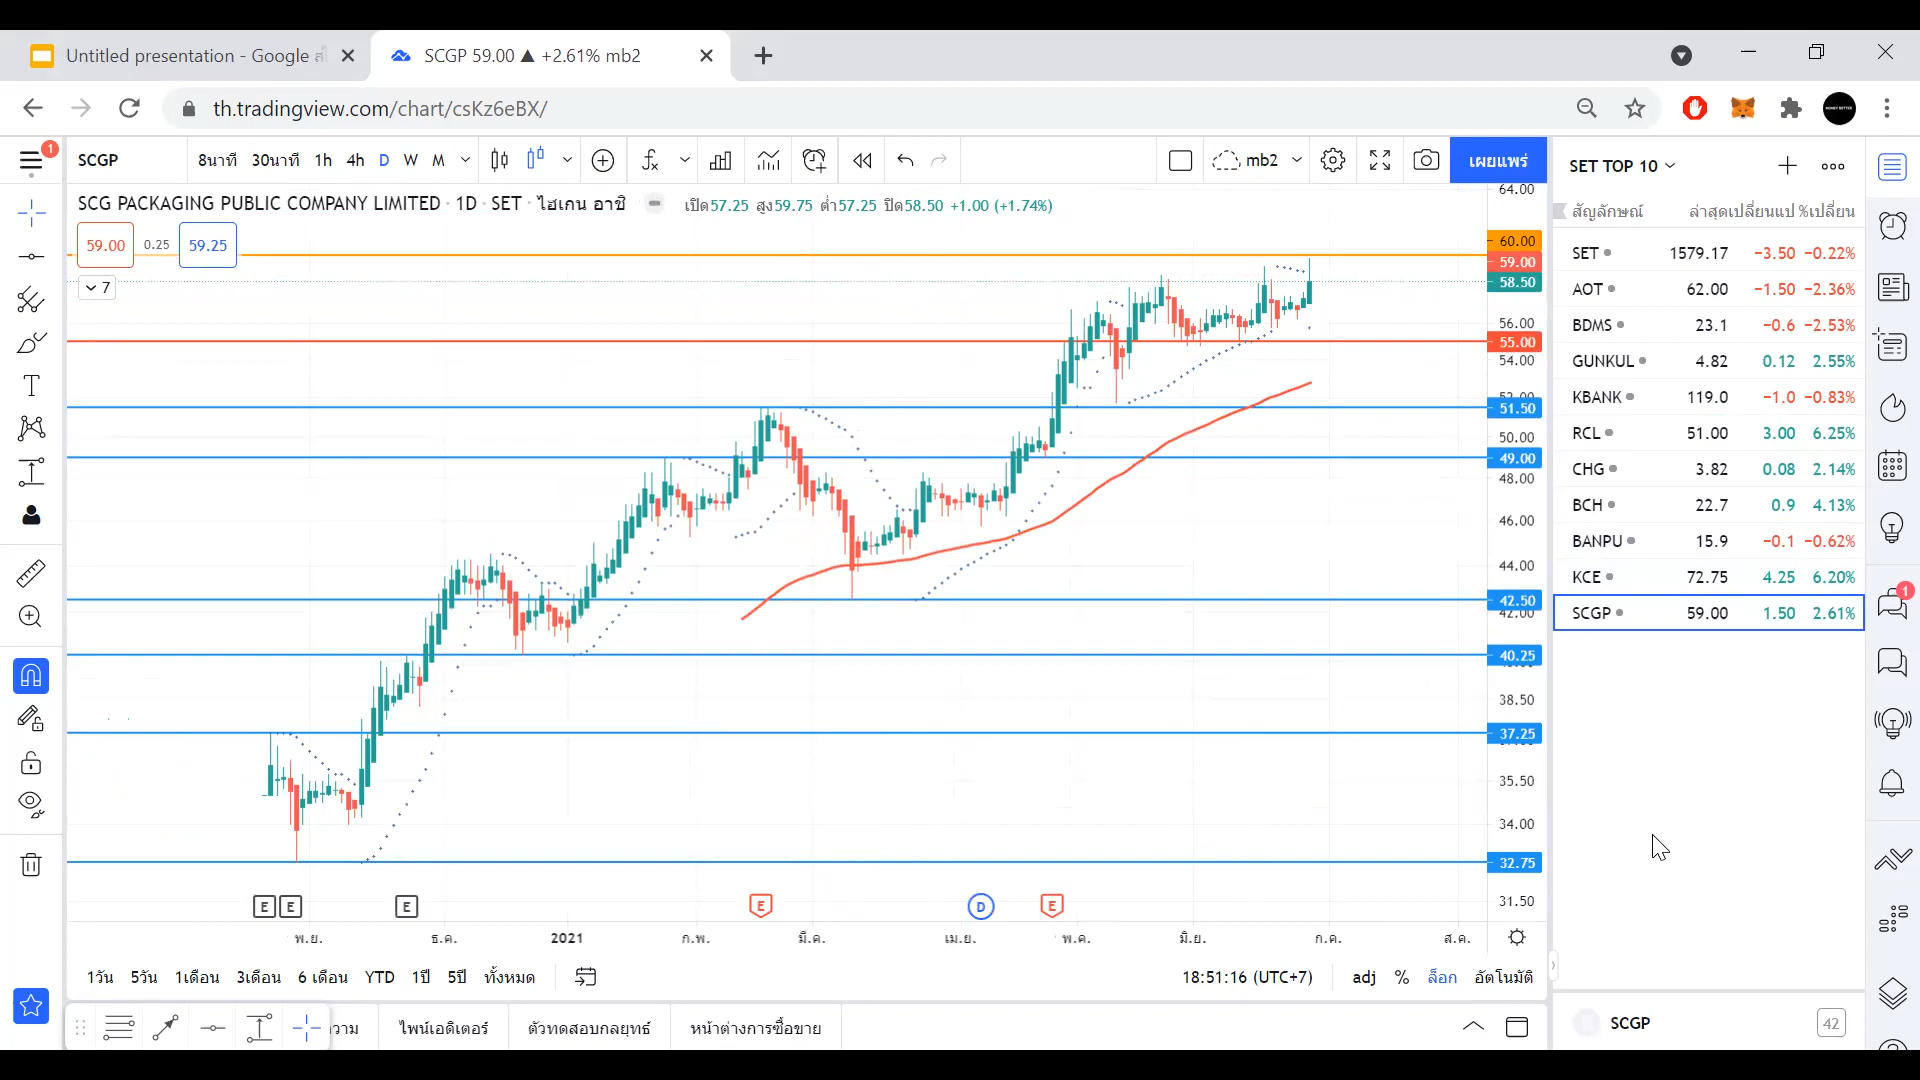 Untitled presentation - Google ส
SCGP 59.00 ▲ +2.61% mb2
th.tradingview.com/chart/csKz6eBX/
1
SCGP
8นาที 30นาที 1h 4h D W M
mb2
เผยแพร่
SCG PACKAGING PUBLIC COMPANY LIMITED · 1D · SET · ไฮเกน อาชิ
เปิด57.25 สูง59.75 ต่ำ57.25 ปิด58.50 +1.00 (+1.74%)
59.00 0.25 59.25
7
64.00
60.00
59.00
58.50
56.00
55.00
54.00
52.00
51.50
50.00
49.00
48.00
46.00
44.00
42.50
42.00
40.25
38.50
37.25
35.50
34.00
32.75
31.50
E E E E D E
พ.ย. ธ.ค. 2021 ก.พ. มี.ค. เม.ย. พ.ค. มิ.ย. ก.ค. ส.ค.
1วัน 5วัน 1เดือน 3เดือน 6 เดือน YTD 1ปี 5ปี ทั้งหมด
18:51:16 (UTC+7) adj % ล็อก อัตโนมัติ
วาม ไพน์เอดิเตอร์ ตัวทดสอบกลยุทธ์ หน้าต่างการซื้อขาย
SET TOP 10
สัญลักษณ์ ล่าสุด เปลี่ยนแป %เปลี่ยน
SET 1579.17 −3.50 −0.22%
AOT 62.00 −1.50 −2.36%
BDMS 23.1 −0.6 −2.53%
GUNKUL 4.82 0.12 2.55%
KBANK 119.0 −1.0 −0.83%
RCL 51.00 3.00 6.25%
CHG 3.82 0.08 2.14%
BCH 22.7 0.9 4.13%
BANPU 15.9 −0.1 −0.62%
KCE 72.75 4.25 6.20%
SCGP 59.00 1.50 2.61%
1
SCGP 42